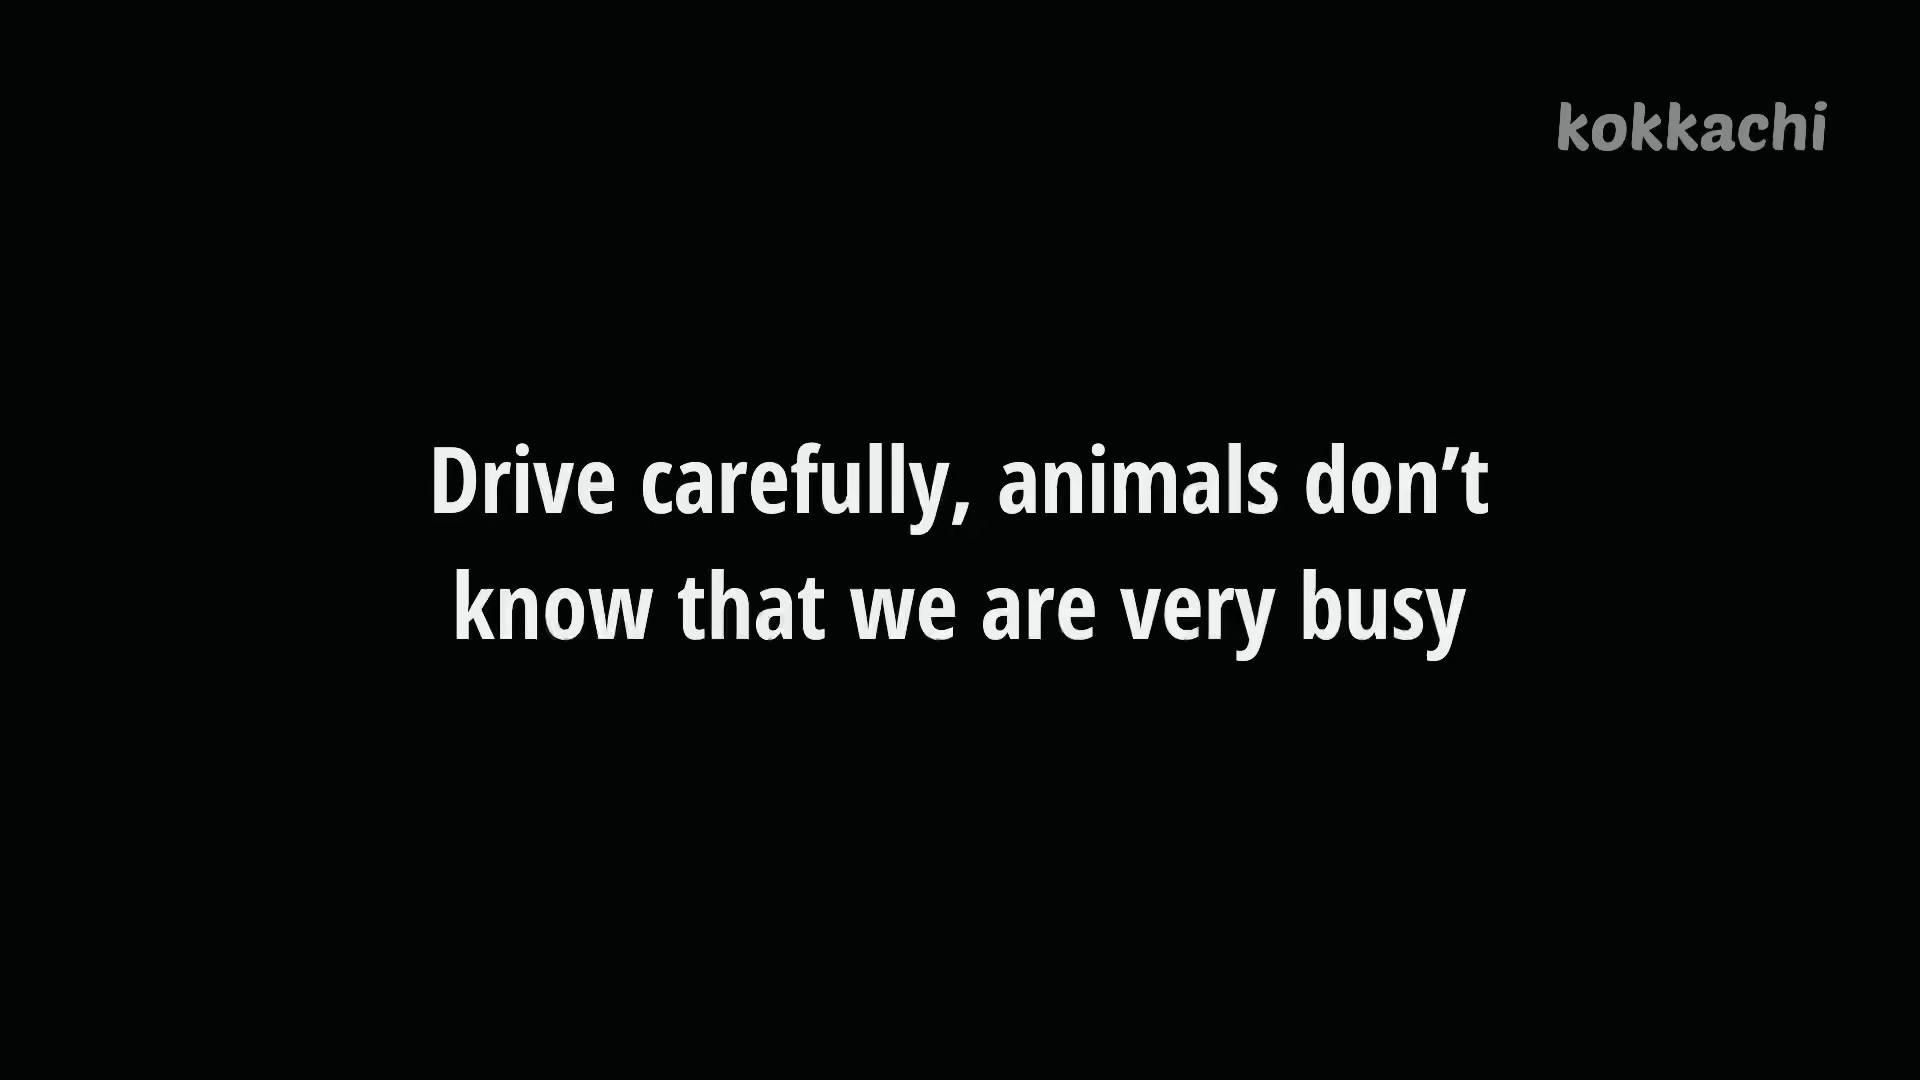 kokkachi
Drive carefully, animals don’t
know that we are very busy